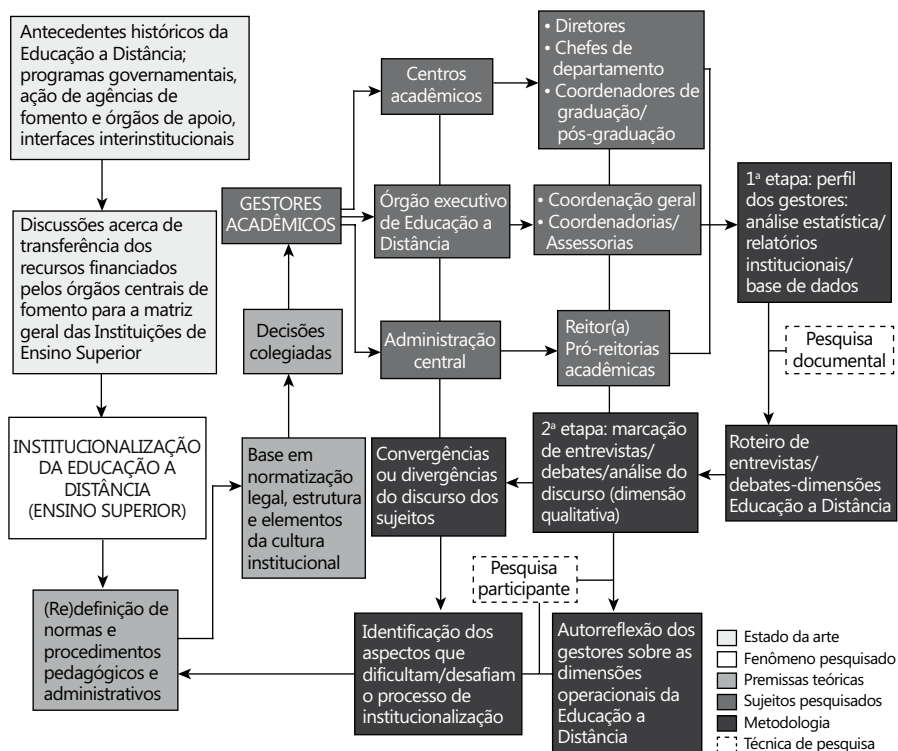 Antecedentes históricos da
Educação a Distância;
programas governamentais,
ação de agências de
fomento e órgãos de apoio,
interfaces interinstitucionais
Discussões acerca de
transferência dos
recursos financiados
pelos órgãos centrais de
fomento para a matriz
geral das Instituições de
Ensino Superior
INSTITUCIONALIZAÇÃO
DA EDUCAÇÃO A
DISTÂNCIA
(ENSINO SUPERIOR)
(Re)definição de
normas e
procedimentos
pedagógicos e
administrativos
Base em
normatização
legal, estrutura
e elementos
da cultura
institucional
Decisões
colegiadas
GESTORES
ACADÊMICOS
Centros
acadêmicos
Órgão executivo
de Educação a
Distância
Administração
central
• Diretores
• Chefes de
departamento
• Coordenadores de
graduação/
pós-graduação
• Coordenação geral
• Coordenadorias/
Assessorias
Reitor(a)
Pró-reitorias
acadêmicas
1ª etapa: perfil
dos gestores:
análise estatística/
relatórios
institucionais/
base de dados
Pesquisa
documental
Roteiro de
entrevistas/
debates-dimensões
Educação a Distância
2ª etapa: marcação
de entrevistas/
debates/análise do
discurso (dimensão
qualitativa)
Convergências
ou divergências
do discurso dos
sujeitos
Pesquisa
participante
Identificação dos
aspectos que
dificultam/desafiam
o processo de
institucionalização
Autorreflexão dos
gestores sobre as
dimensões
operacionais da
Educação a
Distância
Estado da arte
Fenômeno pesquisado
Premissas teóricas
Sujeitos pesquisados
Metodologia
Técnica de pesquisa